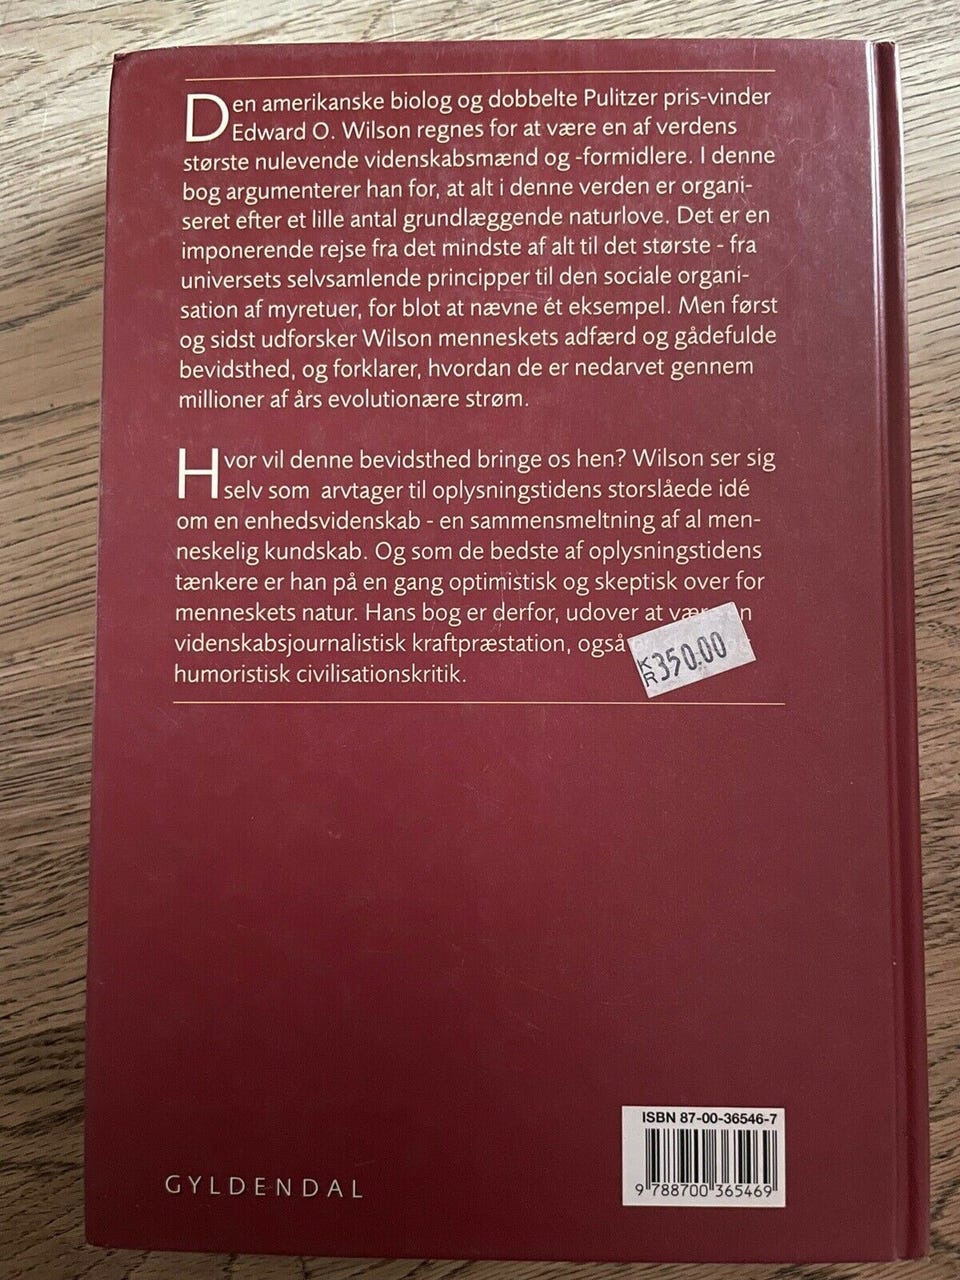 Den amerikanske biolog og dobbelte Pulitzer pris-vinder
Edward O. Wilson regnes for at være en af verdens
største nulevende videnskabsmænd og -formidlere. I denne
bog argumenterer han for, at alt i denne verden er organi-
seret efter et lille antal grundlæggende naturlove. Det er en
imponerende rejse fra det mindste af alt til det største - fra
universets selvsamlende principper til den sociale organi-
sation af myretuer, for blot at nævne ét eksempel. Men først
og sidst udforsker Wilson menneskets adfærd og gådefulde
bevidsthed, og forklarer, hvordan de er nedarvet gennem
millioner af års evolutionære strøm.
Hvor vil denne bevidsthed bringe os hen? Wilson ser sig
selv som arvtager til oplysningstidens storslåede idé
om en enhedsvidenskab - en sammensmeltning af al men-
neskelig kundskab. Og som de bedste af oplysningstidens
tænkere er han på en gang optimistisk og skeptisk over for
menneskets natur. Hans bog er derfor, udover at være en
videnskabsjournalistisk kraftpræstation, også
humoristisk civilisationskritik.
KR 350.00
ISBN 87-00-36546-7
9 788700 365469
GYLDENDAL